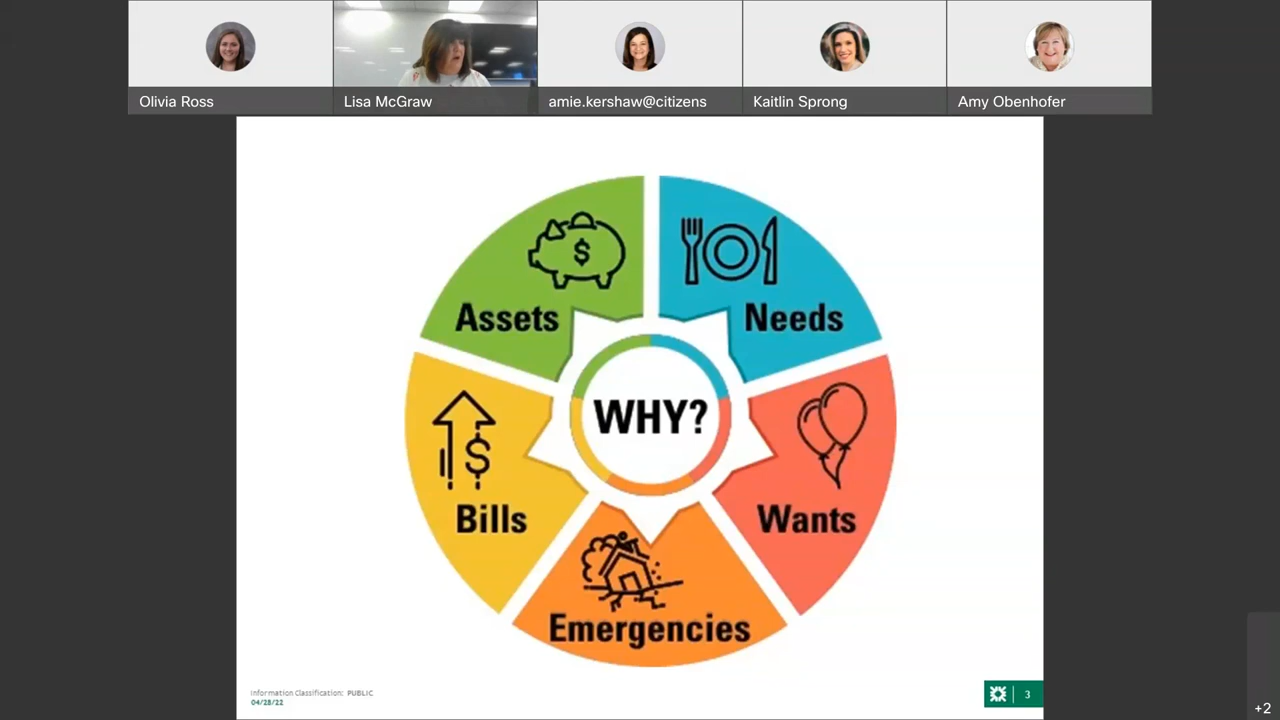 Olivia Ross
Lisa McGraw
amie.kershaw@citizens
Kaitlin Sprong
Amy Obenhofer
$
Assets
Needs
WHY?
$
Bills
Wants
Emergencies
Information Classification: PUBLIC
04/28/22
3
+2